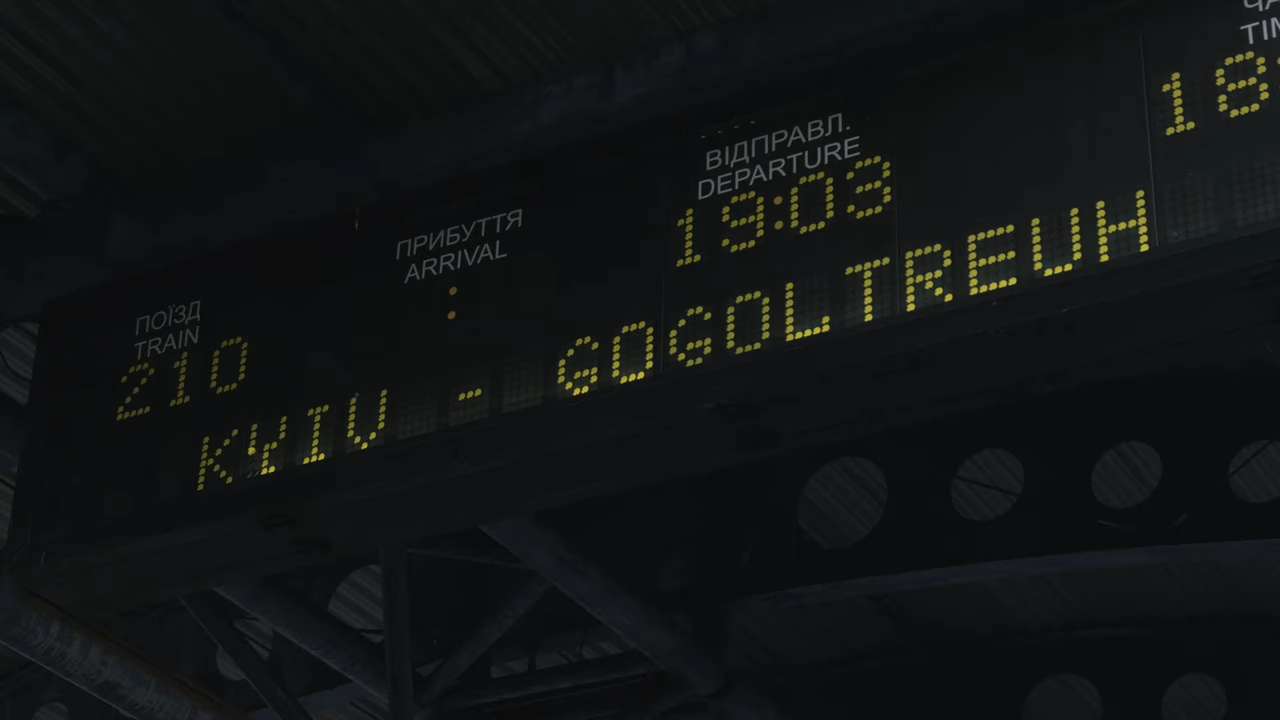 ПОЇЗД
TRAIN
210
ПРИБУТТЯ
ARRIVAL
:
ВІДПРАВЛ.
DEPARTURE
19:03
KYIV - GOGOLTREUH